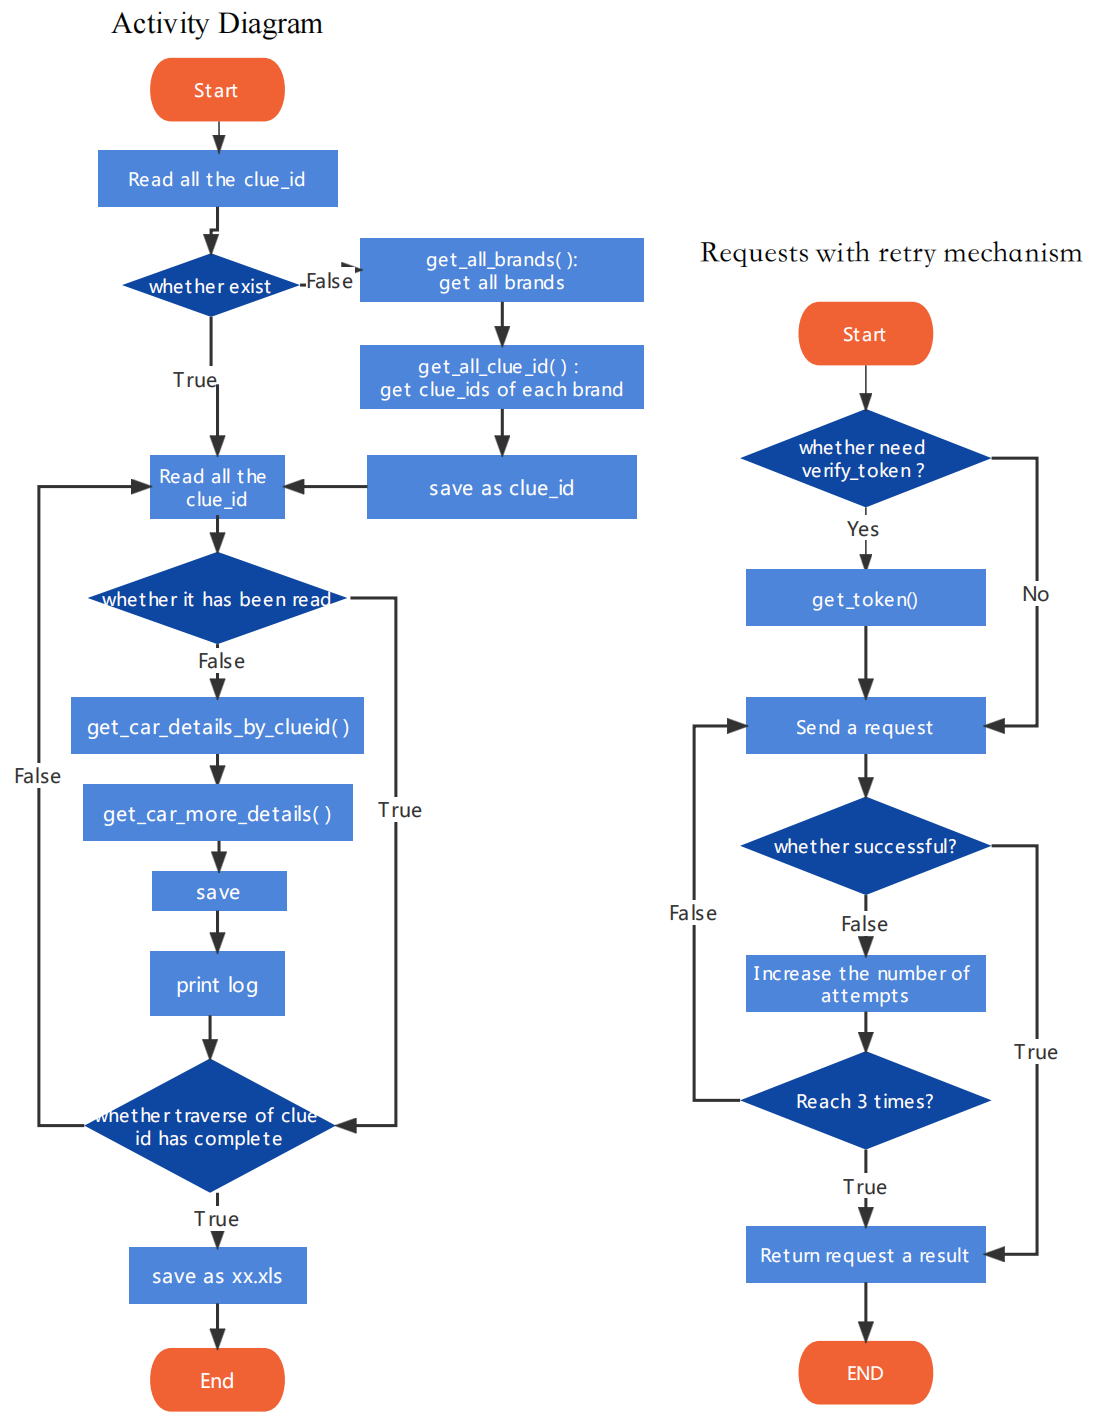 Activity Diagram
Start
Read all the clue_id
whether exist
False
get_all_brands( ):
get all brands
get_all_clue_id( ) :
get clue_ids of each brand
save as clue_id
True
Read all the
clue_id
whether it has been read
False
True
get_car_details_by_clueid( )
get_car_more_details( )
save
print log
whether traverse of clue
id has complete
False
True
save as xx.xls
End
Requests with retry mechanism
Start
whether need
verify_token ?
Yes
No
get_token()
Send a request
whether successful?
False
True
Increase the number of
attempts
Reach 3 times?
False
True
Return request a result
END